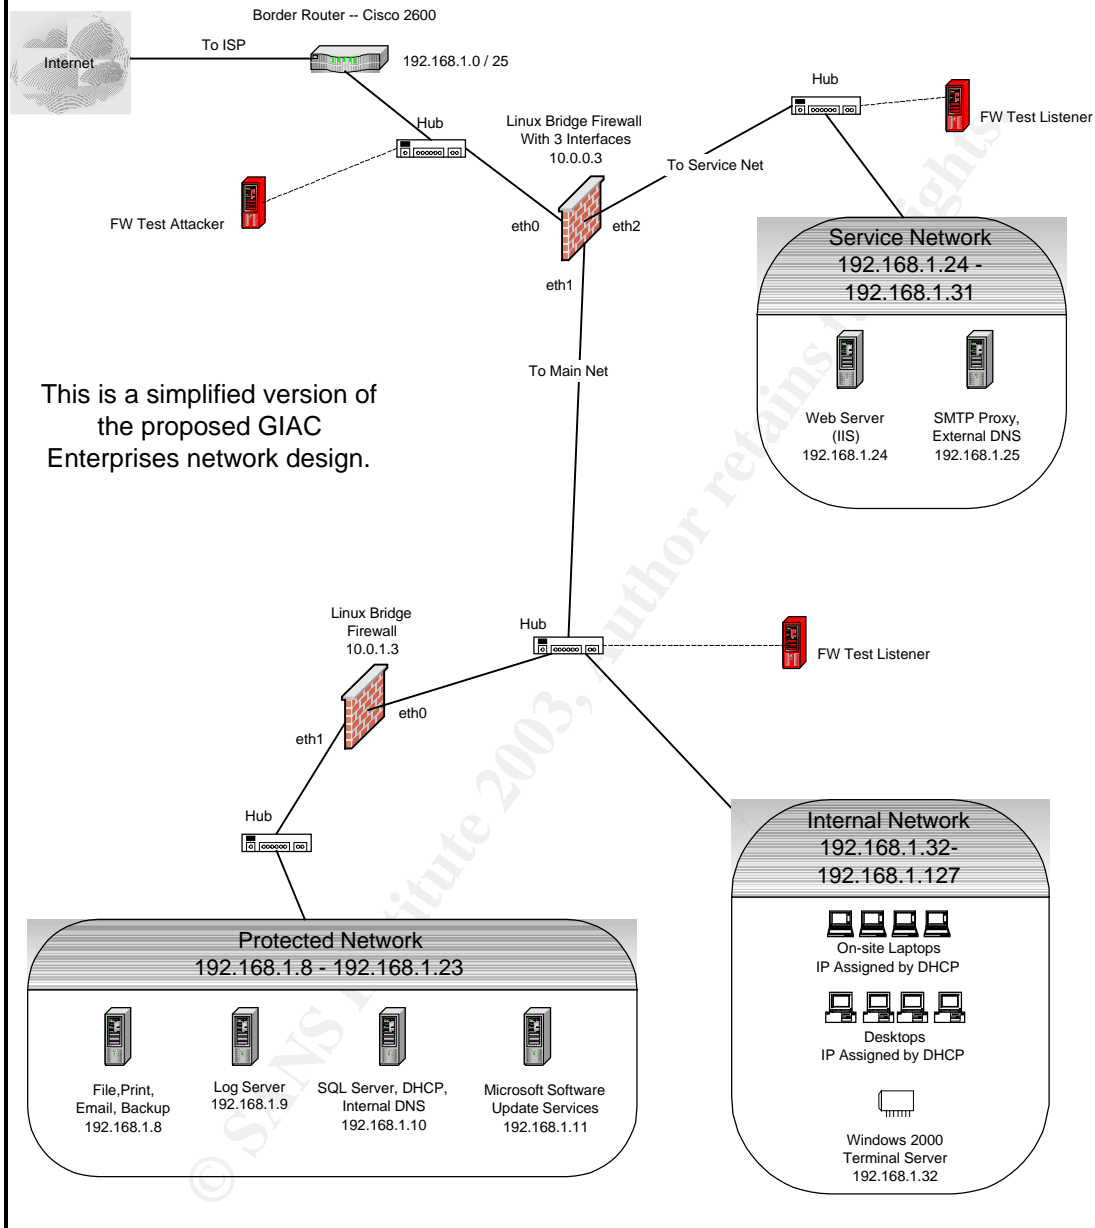 Border Router -- Cisco 2600
To ISP
Internet
192.168.1.0 / 25
Hub
FW Test Listener
Hub
Linux Bridge Firewall
With 3 Interfaces
10.0.0.3
To Service Net
FW Test Attacker
eth0
eth2
eth1
Service Network
192.168.1.24 -
192.168.1.31
Web Server
(IIS)
192.168.1.24
SMTP Proxy,
External DNS
192.168.1.25
To Main Net
This is a simplified version of
the proposed GIAC
Enterprises network design.
Linux Bridge
Firewall
10.0.1.3
Hub
FW Test Listener
eth0
eth1
Hub
Internal Network
192.168.1.32-
192.168.1.127
On-site Laptops
IP Assigned by DHCP
Desktops
IP Assigned by DHCP
Windows 2000
Terminal Server
192.168.1.32
Protected Network
192.168.1.8 - 192.168.1.23
File,Print,
Email, Backup
192.168.1.8
Log Server
192.168.1.9
SQL Server, DHCP,
Internal DNS
192.168.1.10
Microsoft Software
Update Services
192.168.1.11
© SANS Institute 2003, Author retains full rights